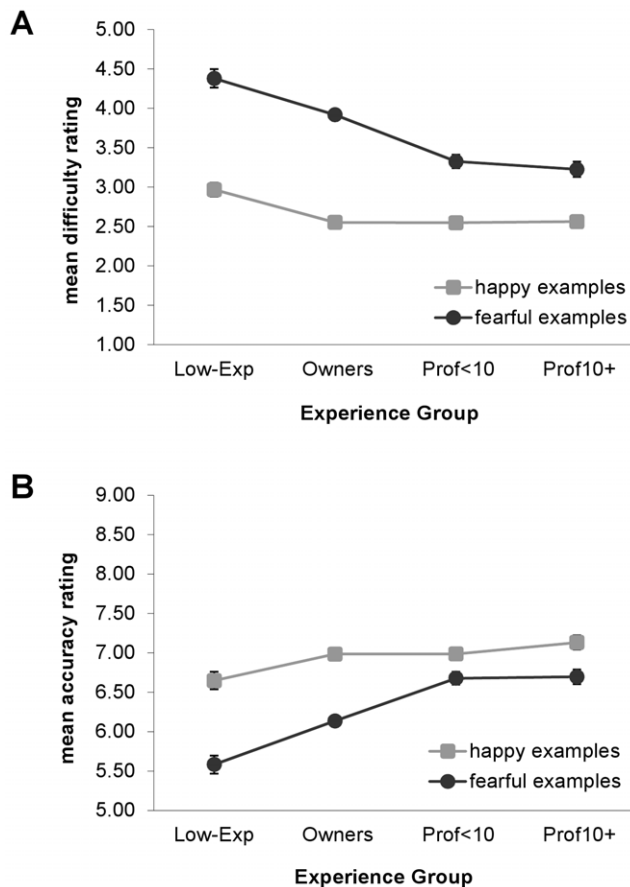 A
5.00
4.50
4.00
3.50
3.00
2.50
2.00
1.50
1.00
mean difficulty rating
happy examples
fearful examples
Low-Exp Owners Prof<10 Prof10+
Experience Group
B
9.00
8.50
8.00
7.50
7.00
6.50
6.00
5.50
5.00
mean accuracy rating
happy examples
fearful examples
Low-Exp Owners Prof<10 Prof10+
Experience Group